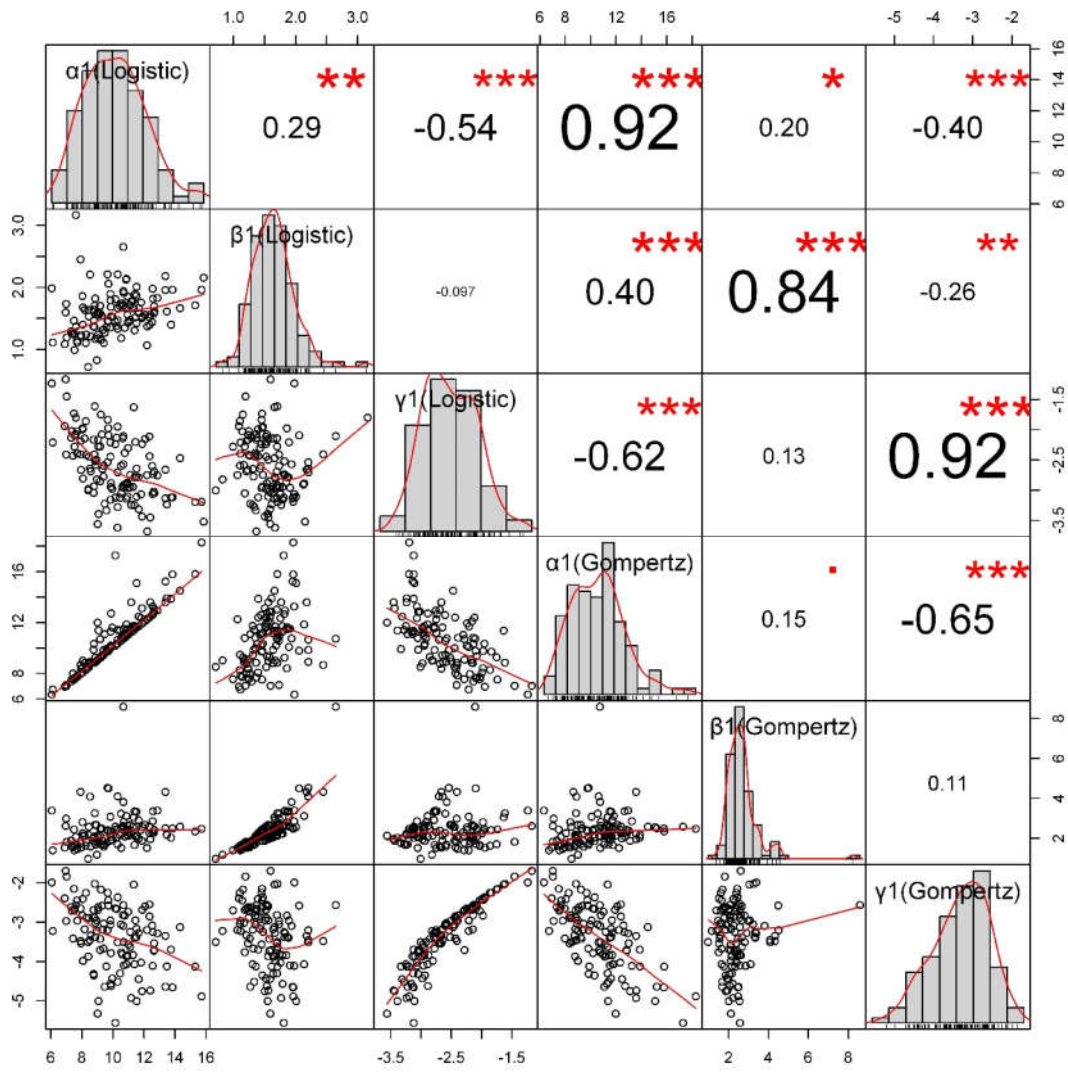 1.0 2.0 3.0 6 8 12 16 -5 -4 -3 -2
α1(Logistic) ** *** *** * ***
0.29 -0.54 0.92 0.20 -0.40
6 8 10 12 14 16
1.0 2.0 3.0
β1(Logistic) *** *** **
-0.097 0.40 0.84 -0.26
γ1(Logistic) *** ***
-0.62 0.13 0.92
-3.5 -2.5 -1.5
6 8 12 16
α1(Gompertz) . ***
0.15 -0.65
β1(Gompertz)
0.11
2 4 6 8
-5 -4 -3 -2
γ1(Gompertz)
6 8 10 12 14 16 -3.5 -2.5 -1.5 2 4 6 8